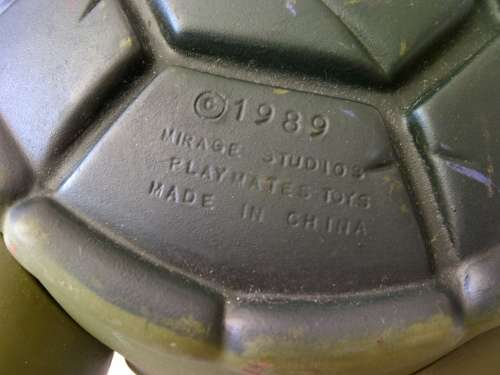 ©1989
MIRAGE STUDIOS
PLAYMATES TOYS
MADE IN CHINA